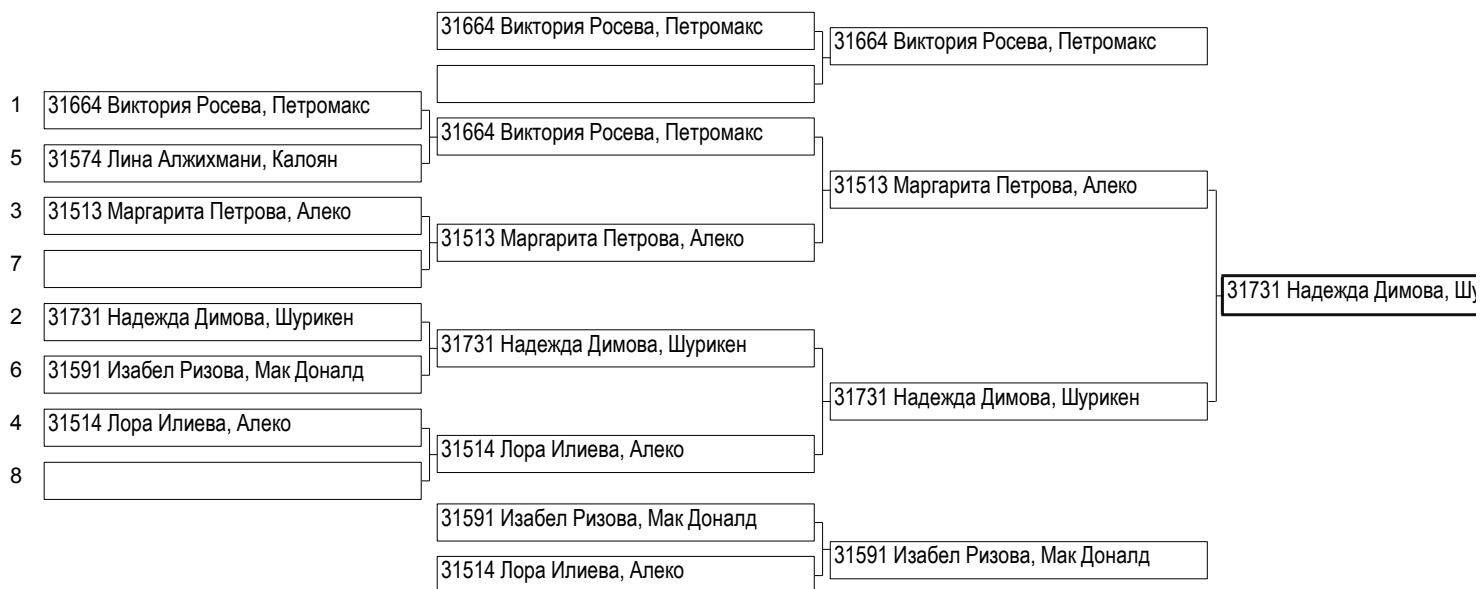 31664 Виктория Росева, Петромакс
31664 Виктория Росева, Петромакс
1 31664 Виктория Росева, Петромакс
31664 Виктория Росева, Петромакс
5 31574 Лина Алжихмани, Калоян
31513 Маргарита Петрова, Алеко
3 31513 Маргарита Петрова, Алеко
31513 Маргарита Петрова, Алеко
7
31731 Надежда Димова, Шу
2 31731 Надежда Димова, Шурикен
31731 Надежда Димова, Шурикен
6 31591 Изабел Ризова, Мак Доналд
31731 Надежда Димова, Шурикен
4 31514 Лора Илиева, Алеко
31514 Лора Илиева, Алеко
8
31591 Изабел Ризова, Мак Доналд
31591 Изабел Ризова, Мак Доналд
31514 Лора Илиева, Алеко